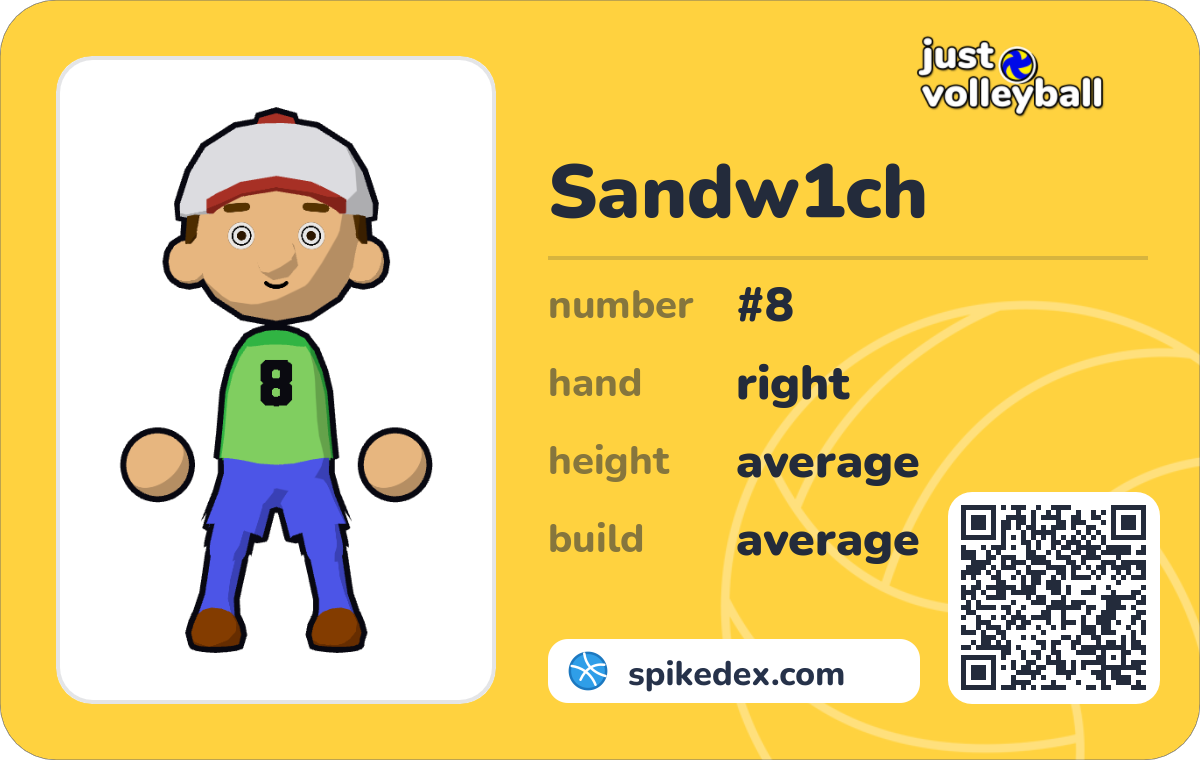 just
volleyball
Sandw1ch
number #8
hand right
height average
build average
8
spikedex.com